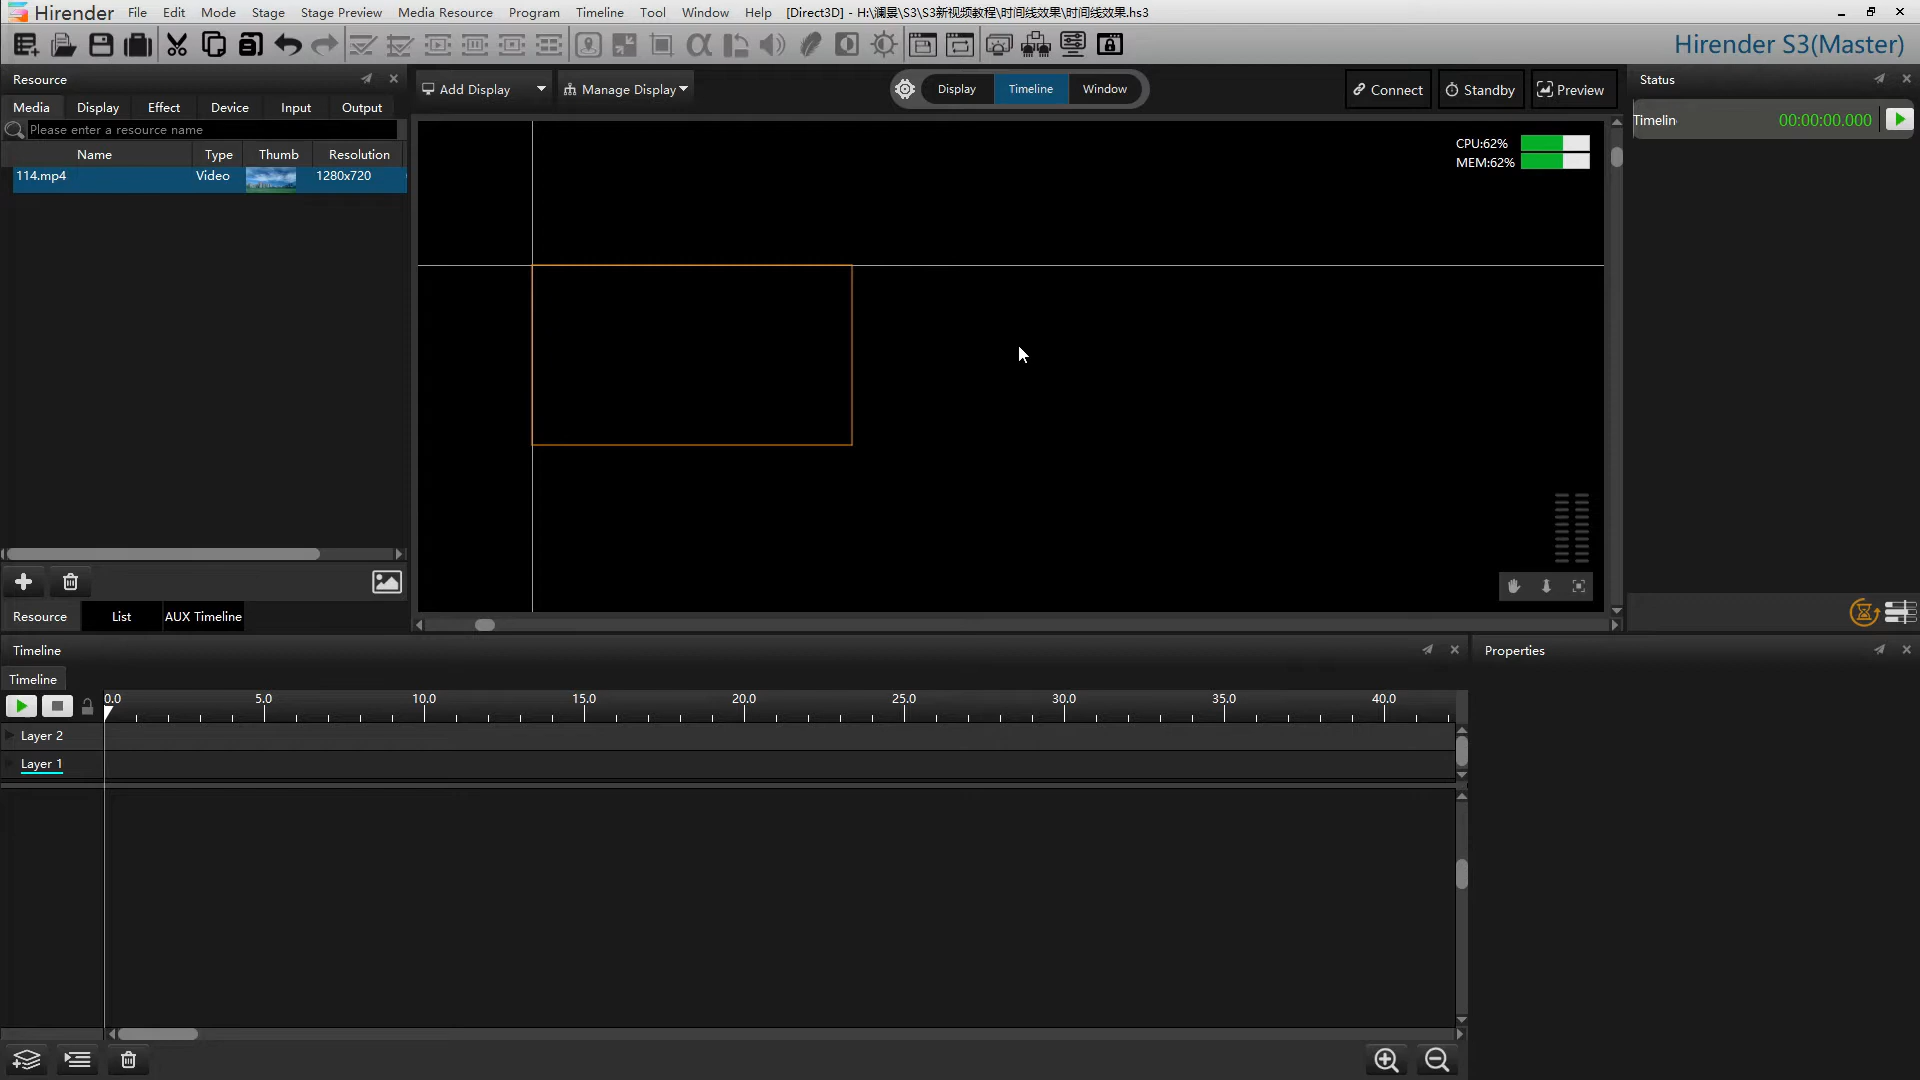 Hirender File Edit Mode Stage Stage Preview Media Resource Program Timeline Tool Window Help [Direct3D] - H:\澜景\S3\S3新视频教程\时间线效果\时间线效果.hs3
Hirender S3(Master)
Resource
Media Display Effect Device Input Output
Please enter a resource name
Name Type Thumb Resolution
114.mp4 Video 1280x720
Resource List AUX Timeline
Add Display Manage Display
Display Timeline Window
Connect Standby Preview
CPU:62%
MEM:62%
Status
Timelin 00:00:00.000
Timeline
Timeline
0.0 5.0 10.0 15.0 20.0 25.0 30.0 35.0 40.0
Layer 2
Layer 1
Properties